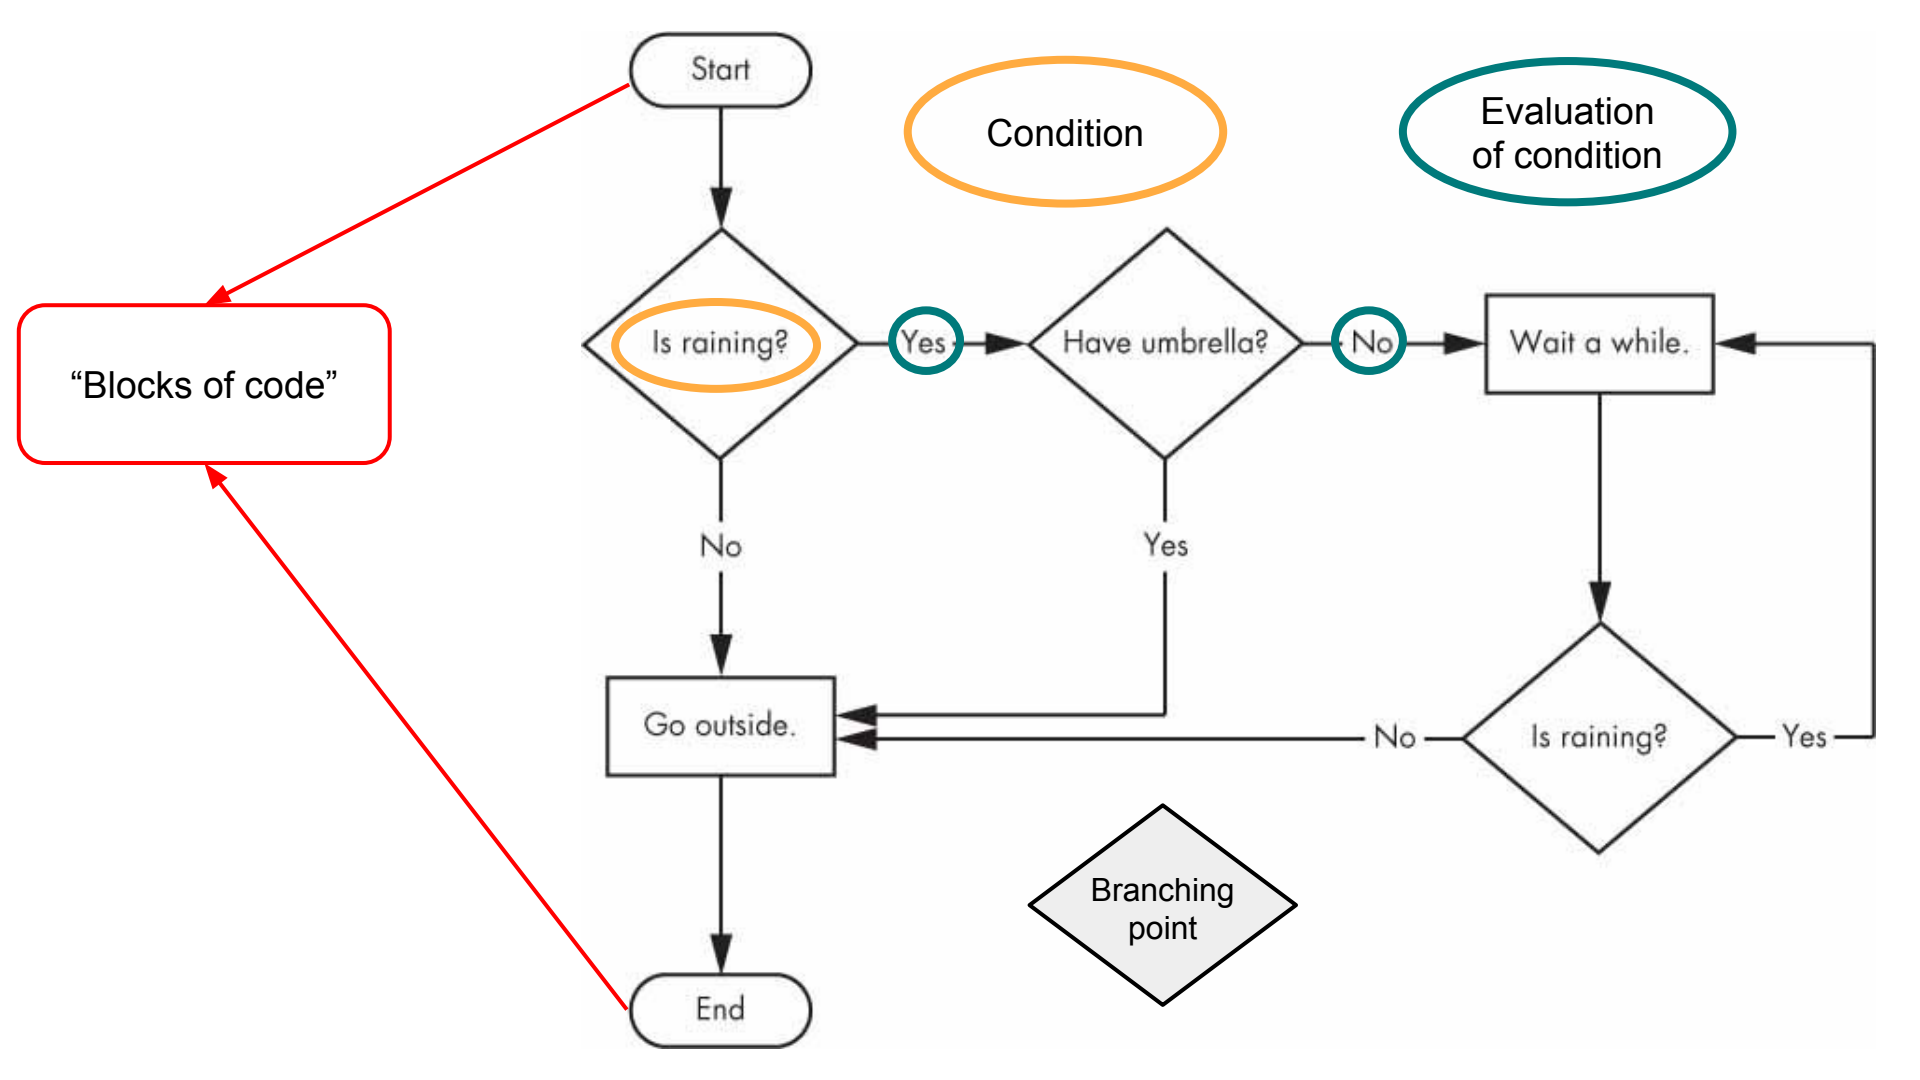 Start
Condition
Evaluation
of condition
Is raining?
Yes
Have umbrella?
No
Wait a while.
“Blocks of code”
No
Yes
Go outside.
No
Is raining?
Yes
Branching
point
End